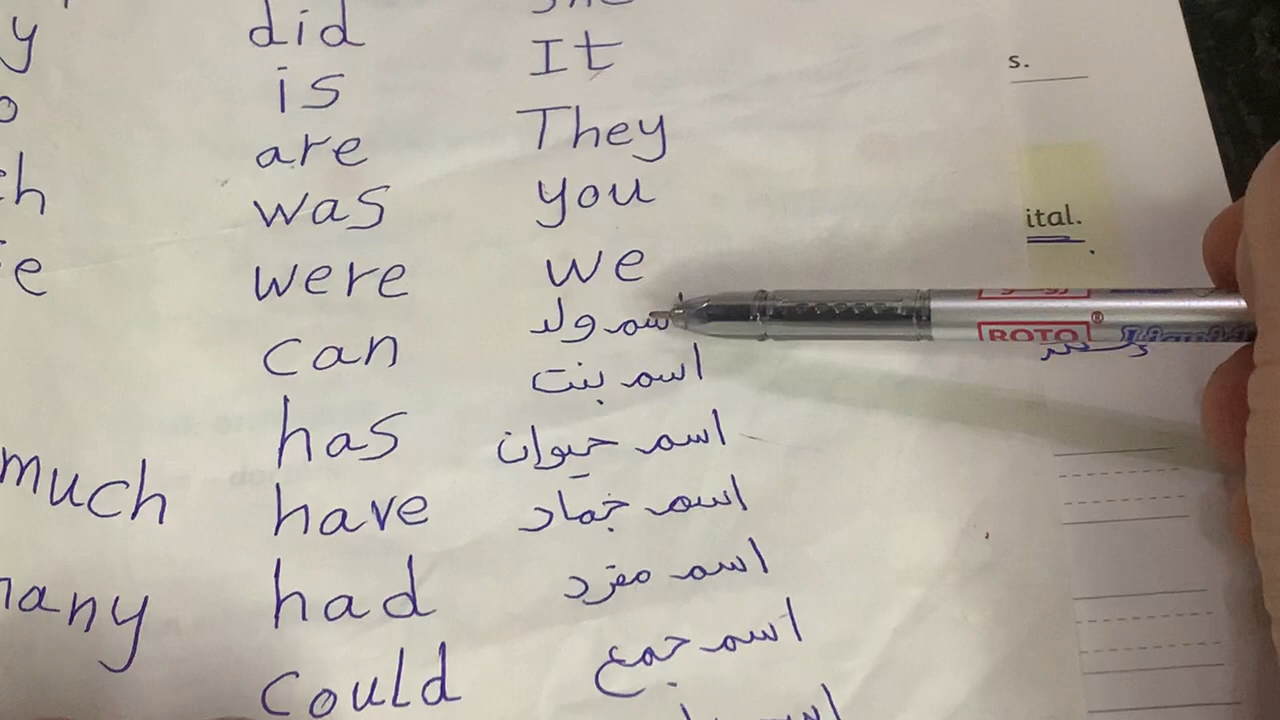 did
is
are
was
were
can
has
have
had
could
It
They
you
we
اسم ولد
اسم بنت
اسم حيوان
اسم جماد
اسم مفرد
اسم جمع
much
many
s.
ital.
ROTO®
Liquid